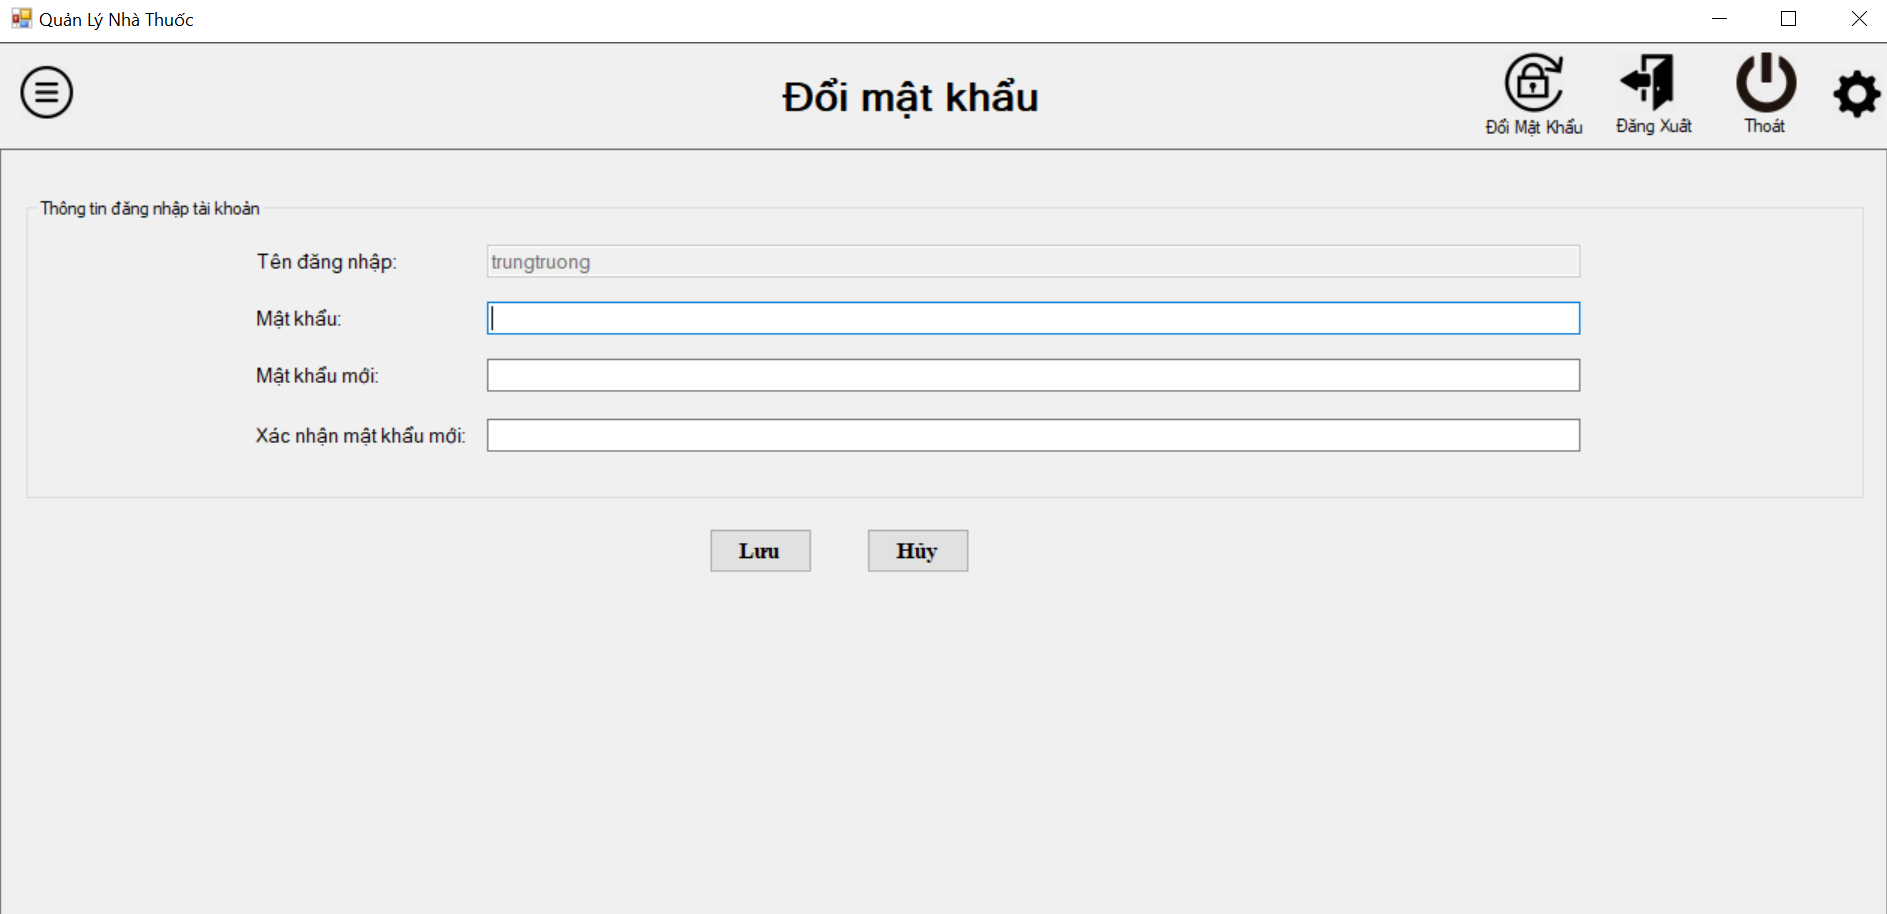 Quản Lý Nhà Thuốc
Đổi mật khẩu
Đổi Mật Khẩu
Đăng Xuất
Thoát
Thông tin đăng nhập tài khoản
Tên đăng nhập: trungtruong
Mật khẩu:
Mật khẩu mới:
Xác nhận mật khẩu mới:
Lưu
Hủy